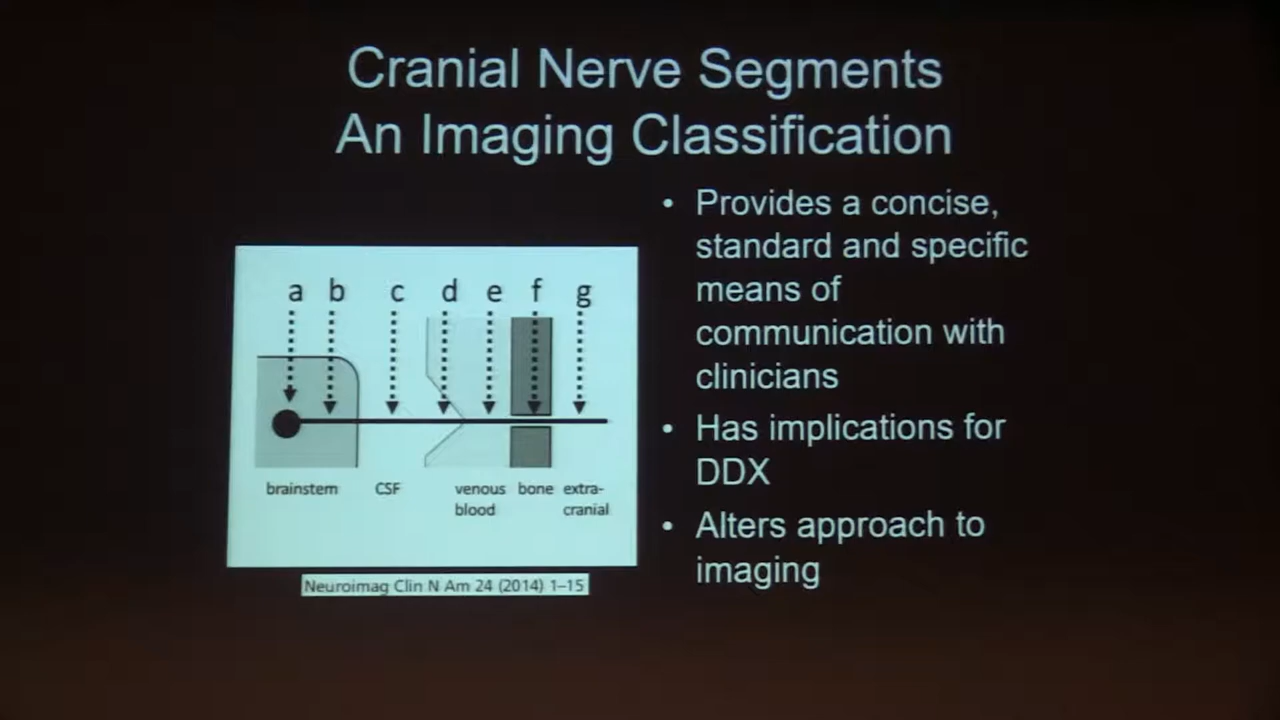 Cranial Nerve Segments
An Imaging Classification
a b c d e f g
brainstem CSF venous blood bone extra-cranial
Neuroimag Clin N Am 24 (2014) 1–15
• Provides a concise,
standard and specific
means of
communication with
clinicians
• Has implications for
DDX
• Alters approach to
imaging